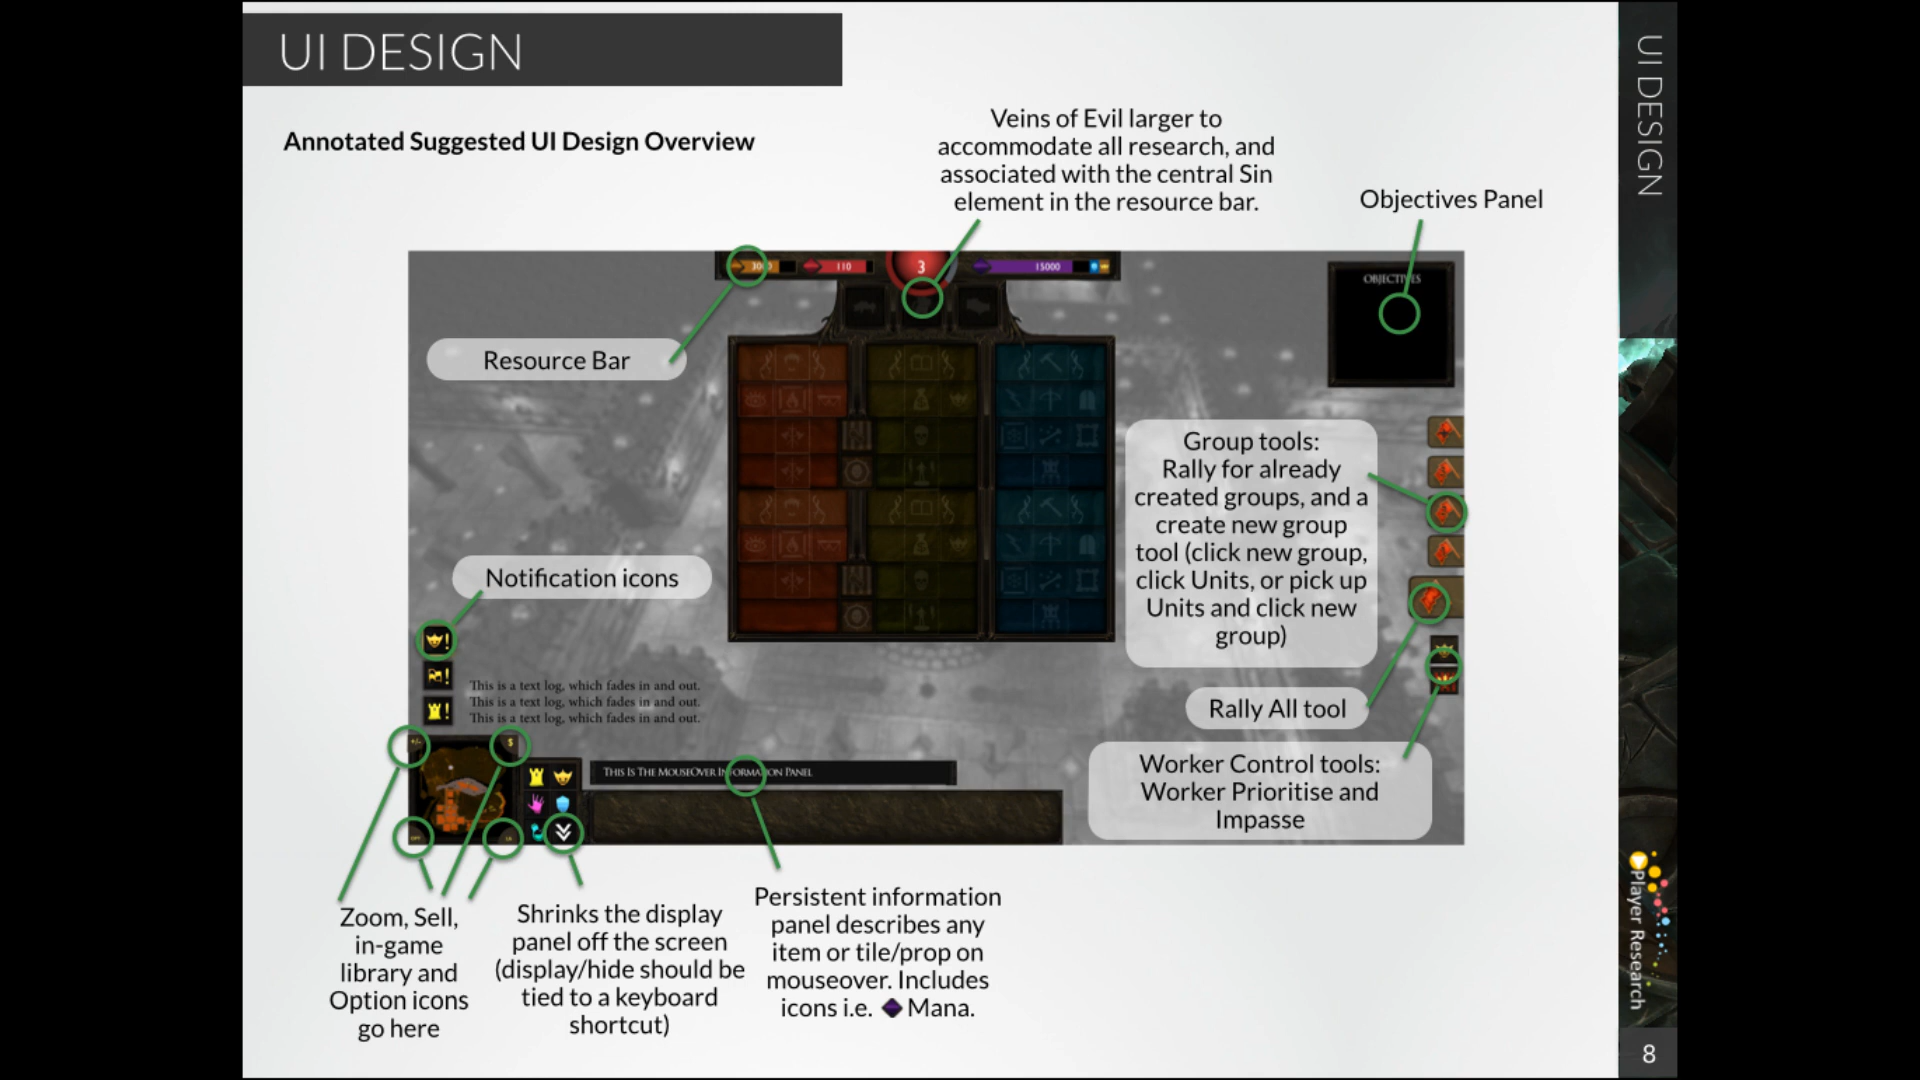 UI DESIGN
UI DESIGN
Annotated Suggested UI Design Overview
Veins of Evil larger to
accommodate all research, and
associated with the central Sin
element in the resource bar.
Objectives Panel
3
110
15000
OBJECTIVES
Resource Bar
Group tools:
Rally for already
created groups, and a
create new group
tool (click new group,
click Units, or pick up
Units and click new
group)
Notification icons
This is a text log, which fades in and out.
This is a text log, which fades in and out.
This is a text log, which fades in and out.
Rally All tool
+/-
$
THIS IS THE MOUSEOVER INFORMATION PANEL
Worker Control tools:
Worker Prioritise and
Impasse
Zoom, Sell,
in-game
library and
Option icons
go here
Shrinks the display
panel off the screen
(display/hide should be
tied to a keyboard
shortcut)
Persistent information
panel describes any
item or tile/prop on
mouseover. Includes
icons i.e. Mana.
Player Research
8